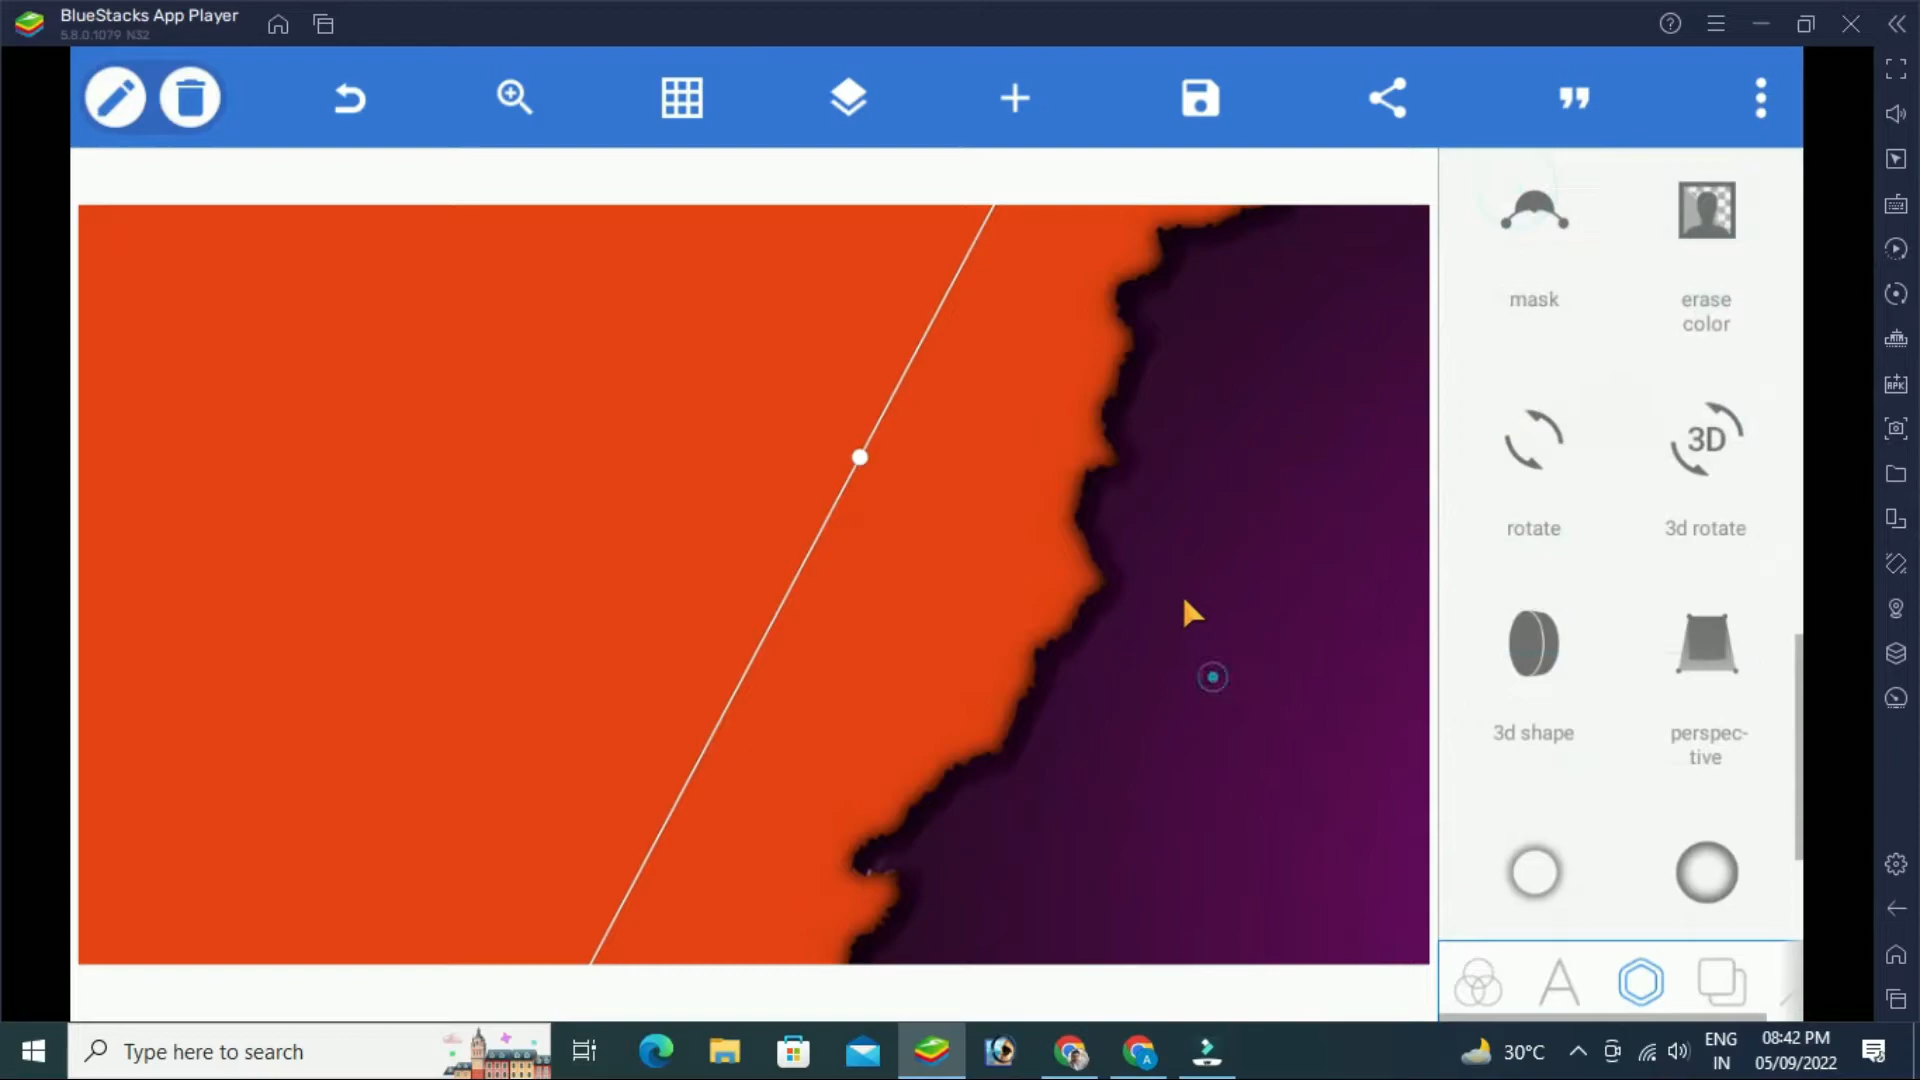 BlueStacks App Player
5.8.0.1079 N32
mask
erase
color
rotate
3D
3d rotate
3d shape
perspec-
tive
A
Type here to search
30°C
ENG
IN
08:42 PM
05/09/2022